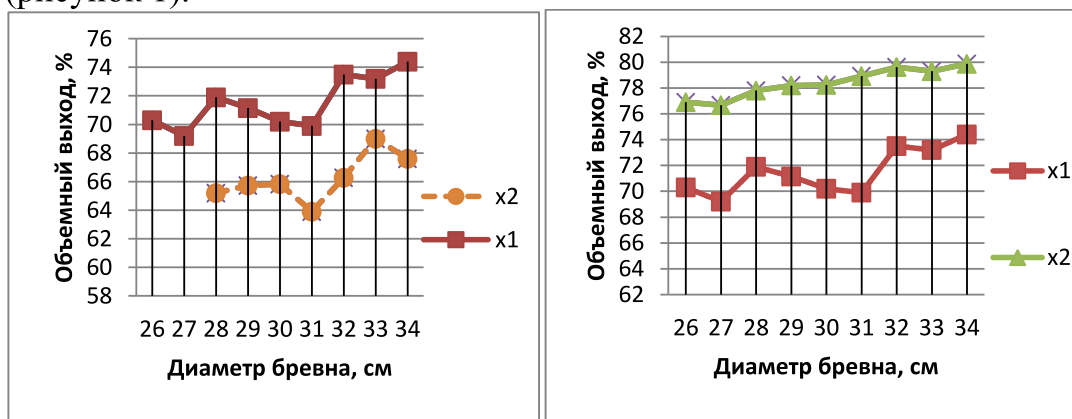 (рисунок 1).
Объемный выход, %
76
74
72
70
68
66
64
62
60
58
26 27 28 29 30 31 32 33 34
Диаметр бревна, см
x2
x1
Объемный выход, %
82
80
78
76
74
72
70
68
66
64
62
26 27 28 29 30 31 32 33 34
Диаметр бревна, см
x1
x2